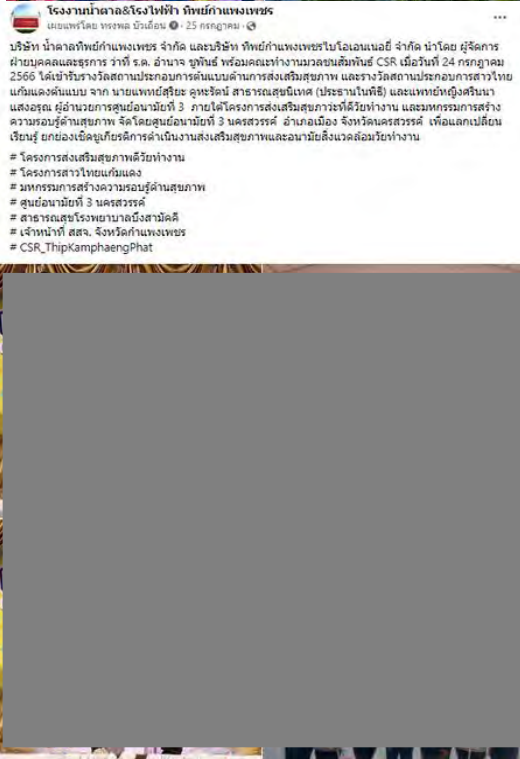 โรงงานน้ำตาล&โรงไฟฟ้า ทิพย์กำแพงเพชร
เผยแพร่โดย ทรงพล บัวเถื่อน · 25 กรกฎาคม ·
บริษัท น้ำตาลทิพย์กำแพงเพชร จำกัด และบริษัท ทิพย์กำแพงเพชรไบโอเอนเนอยี่ จำกัด นำโดย ผู้จัดการ
ฝ่ายบุคคลและธุรการ ว่าที่ ร.ต. อำนาจ ชูพันธ์ พร้อมคณะทำงานมวลชนสัมพันธ์ CSR เมื่อวันที่ 24 กรกฎาคม
2566 ได้เข้ารับรางวัลสถานประกอบการต้นแบบด้านการส่งเสริมสุขภาพ และรางวัลสถานประกอบการสาวไทย
แก้มแดงต้นแบบ จาก นายแพทย์สุริยะ คูหะรัตน์ สาธารณสุขนิเทศ (ประธานในพิธี) และแพทย์หญิงศรินนา
แสงอรุณ ผู้อำนวยการศูนย์อนามัยที่ 3 ภายใต้โครงการส่งเสริมสุขภาวะที่ดีวัยทำงาน และมหกรรมการสร้าง
ความรอบรู้ด้านสุขภาพ จัดโดยศูนย์อนามัยที่ 3 นครสวรรค์ อำเภอเมือง จังหวัดนครสวรรค์ เพื่อแลกเปลี่ยน
เรียนรู้ ยกย่องเชิดชูเกียรติการดำเนินงานส่งเสริมสุขภาพและอนามัยสิ่งแวดล้อมวัยทำงาน
# โครงการส่งเสริมสุขภาพดีวัยทำงาน
# โครงการสาวไทยแก้มแดง
# มหกรรมการสร้างความรอบรู้ด้านสุขภาพ
# ศูนย์อนามัยที่ 3 นครสวรรค์
# สาธารณสุขโรงพยาบาลบึงสามัคคี
# เจ้าหน้าที่ สสจ. จังหวัดกำแพงเพชร
# CSR_ThipKamphaengPhat